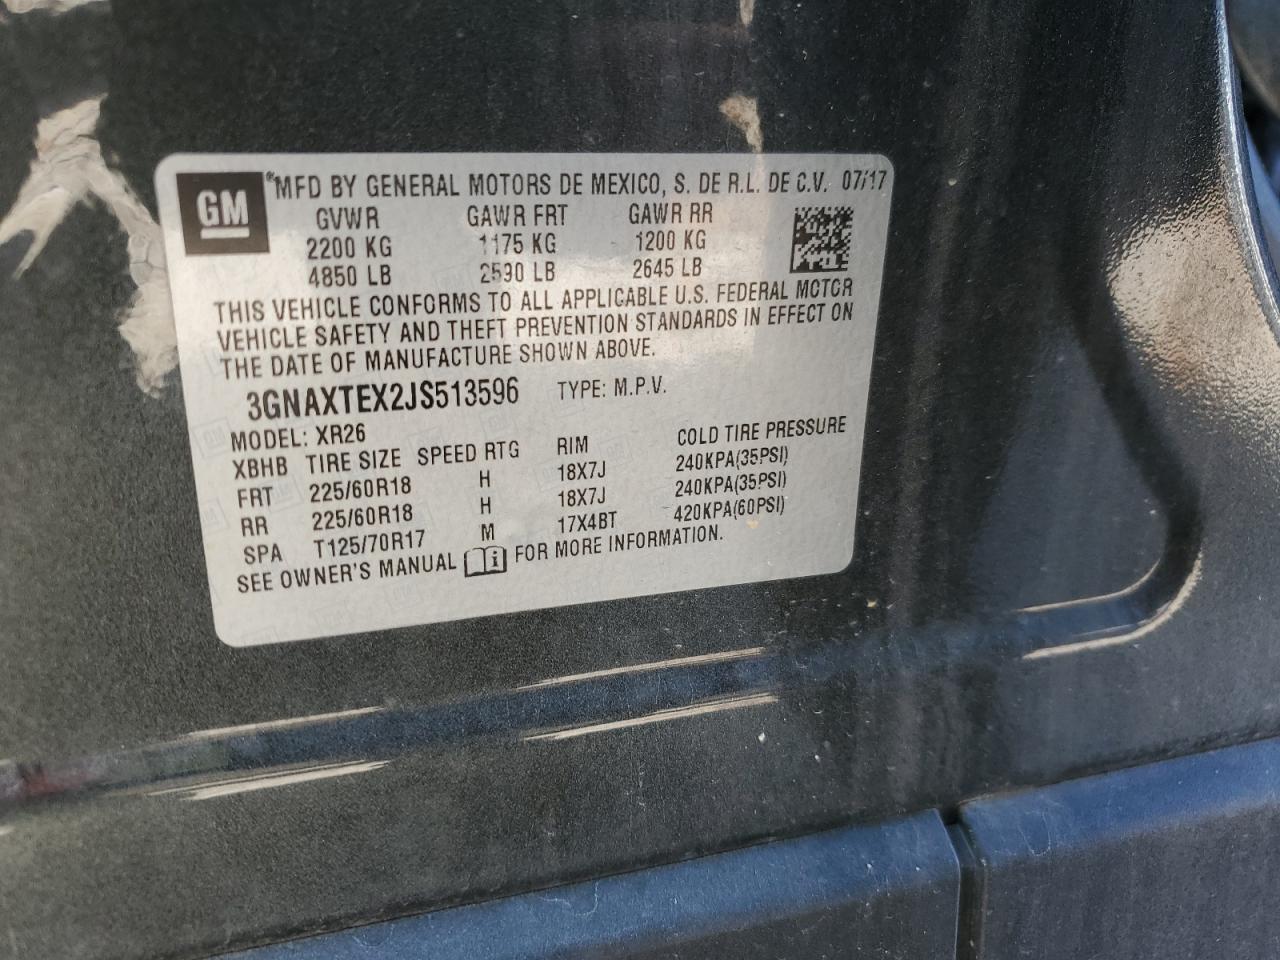 GM
®MFD BY GENERAL MOTORS DE MEXICO, S. DE R.L. DE C.V. 07/17
GVWR GAWR FRT GAWR RR
2200 KG 1175 KG 1200 KG
4850 LB 2590 LB 2645 LB
THIS VEHICLE CONFORMS TO ALL APPLICABLE U.S. FEDERAL MOTOR
VEHICLE SAFETY AND THEFT PREVENTION STANDARDS IN EFFECT ON
THE DATE OF MANUFACTURE SHOWN ABOVE.
3GNAXTEX2JS513596 TYPE: M.P.V.
MODEL: XR26
XBHB TIRE SIZE SPEED RTG RIM COLD TIRE PRESSURE
FRT 225/60R18 H 18X7J 240KPA(35PSI)
RR 225/60R18 H 18X7J 240KPA(35PSI)
SPA T125/70R17 M 17X4BT 420KPA(60PSI)
SEE OWNER'S MANUAL i FOR MORE INFORMATION.